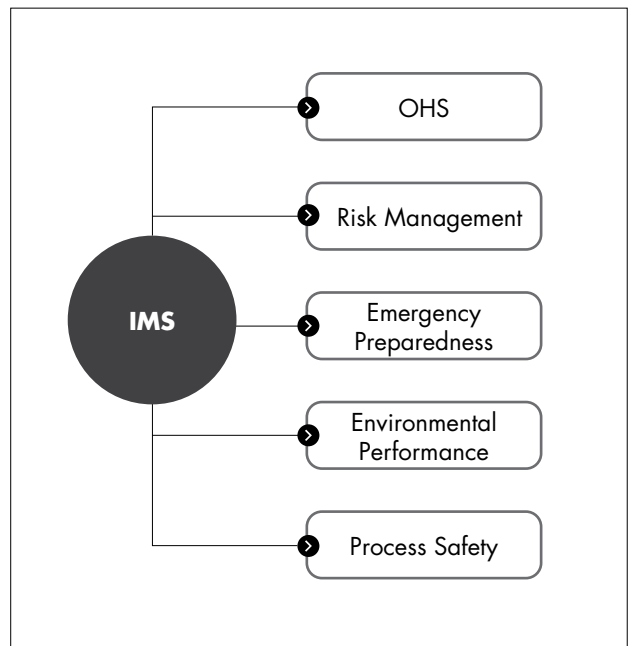 OHS
Risk Management
IMS
Emergency
Preparedness
Environmental
Performance
Process Safety